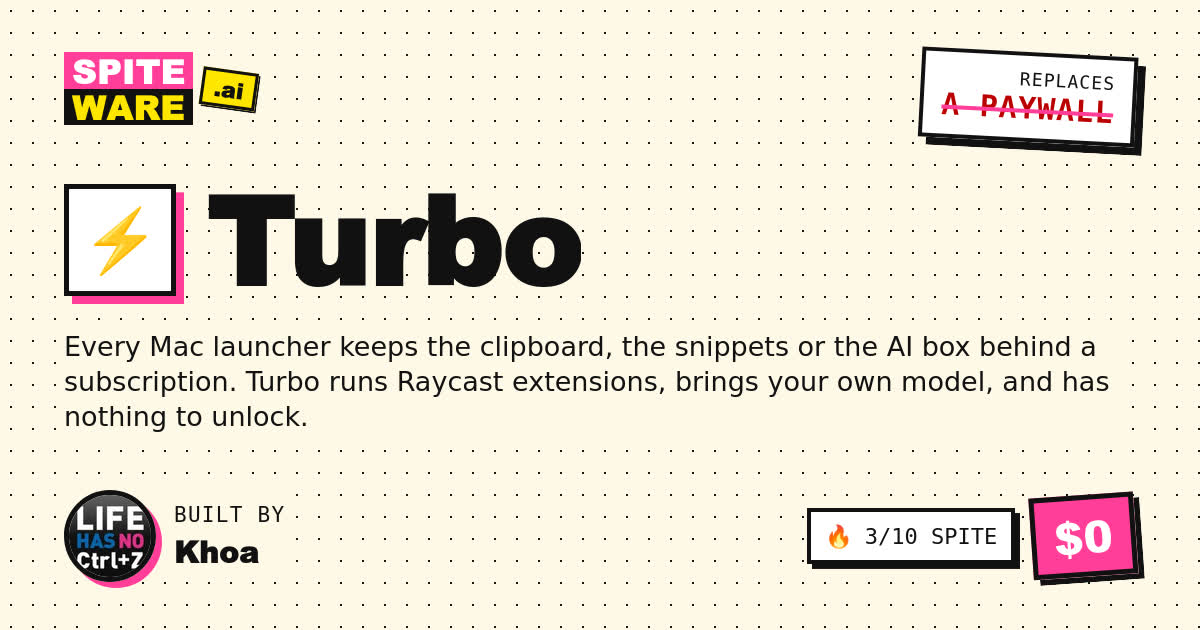 SPITE
WARE
.ai
REPLACES
A PAYWALL
Turbo
Every Mac launcher keeps the clipboard, the snippets or the AI box behind a
subscription. Turbo runs Raycast extensions, brings your own model, and has
nothing to unlock.
LIFE
HAS NO
Ctrl+Z
BUILT BY
Khoa
3/10 SPITE
$0